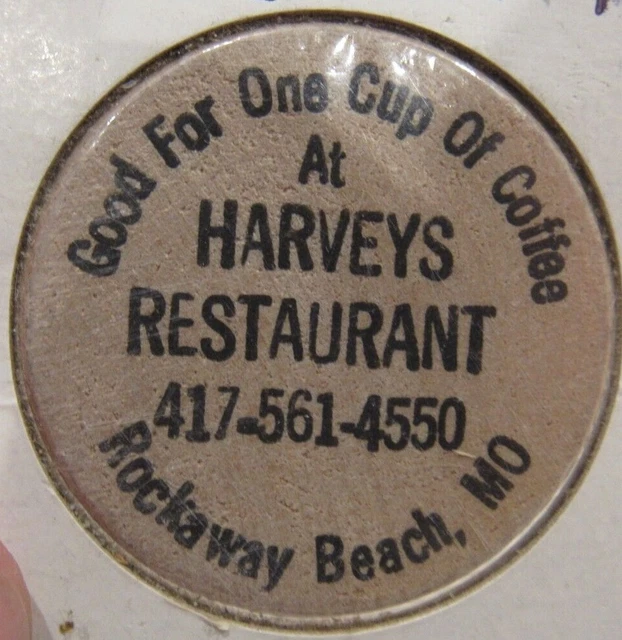 Good For One Cup Of Coffee
At
HARVEYS
RESTAURANT
417-561-4550
Rockaway Beach, MO